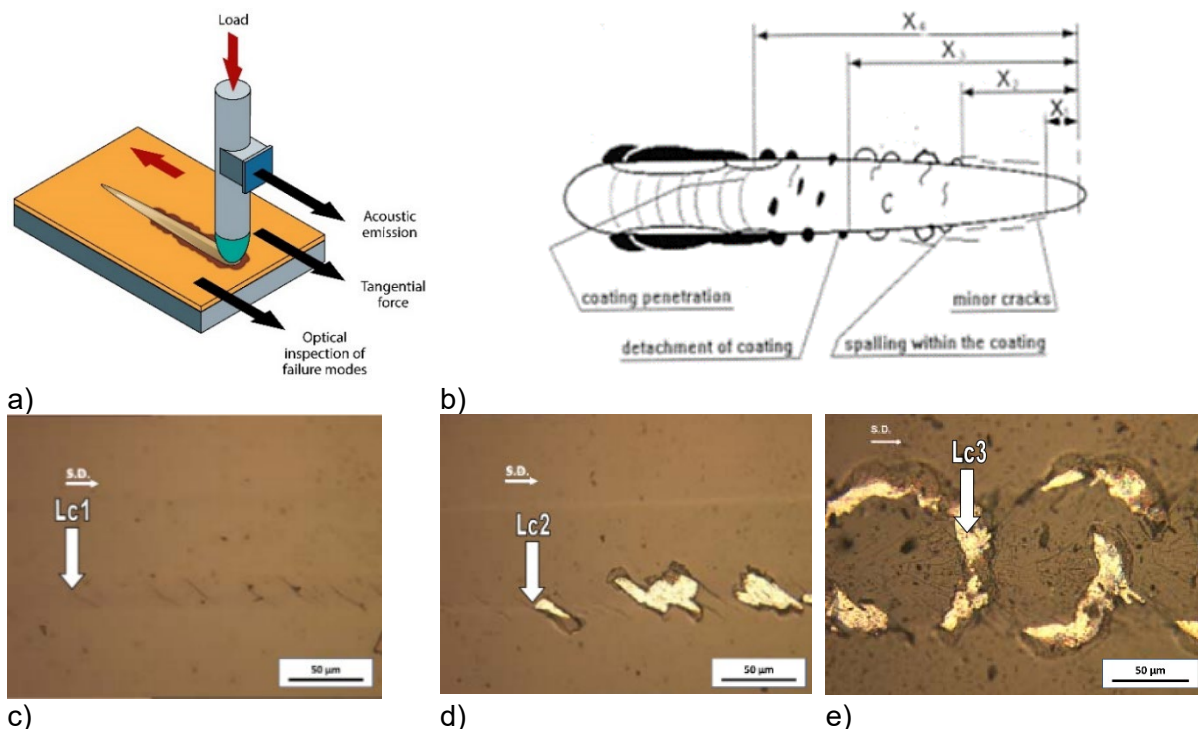 Load
Acoustic
emission
Tangential
force
Optical
inspection of
failure modes
a)
X₄
X₃
X₂
X₁
C
coating penetration
minor cracks
detachment of coating
spalling within the coating
b)
S.D.
Lc1
50 µm
c)
S.D.
Lc2
50 µm
d)
S.D.
Lc3
50 µm
e)